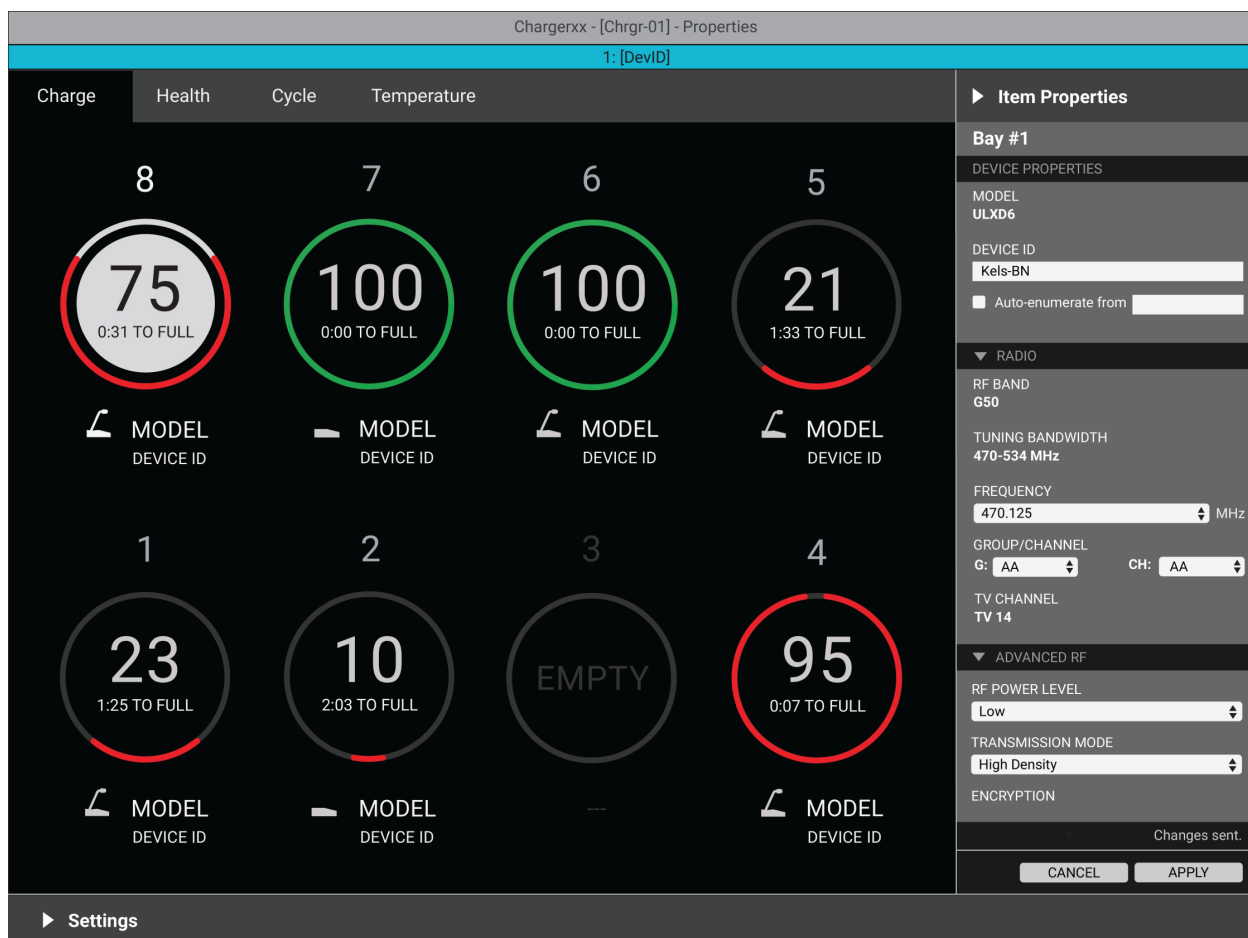 Chargerxx - [Chrgr-01] - Properties
1: [DevID]
Charge Health Cycle Temperature
8 7 6 5
75 100 100 21
0:31 TO FULL 0:00 TO FULL 0:00 TO FULL 1:33 TO FULL
MODEL MODEL MODEL MODEL
DEVICE ID DEVICE ID DEVICE ID DEVICE ID
1 2 3 4
23 10 EMPTY 95
1:25 TO FULL 2:03 TO FULL 0:07 TO FULL
MODEL MODEL --- MODEL
DEVICE ID DEVICE ID DEVICE ID
Item Properties
Bay #1
DEVICE PROPERTIES
MODEL
ULXD6
DEVICE ID
Kels-BN
Auto-enumerate from
RADIO
RF BAND
G50
TUNING BANDWIDTH
470-534 MHz
FREQUENCY
470.125 MHz
GROUP/CHANNEL
G: AA CH: AA
TV CHANNEL
TV 14
ADVANCED RF
RF POWER LEVEL
Low
TRANSMISSION MODE
High Density
ENCRYPTION
Changes sent.
CANCEL APPLY
Settings